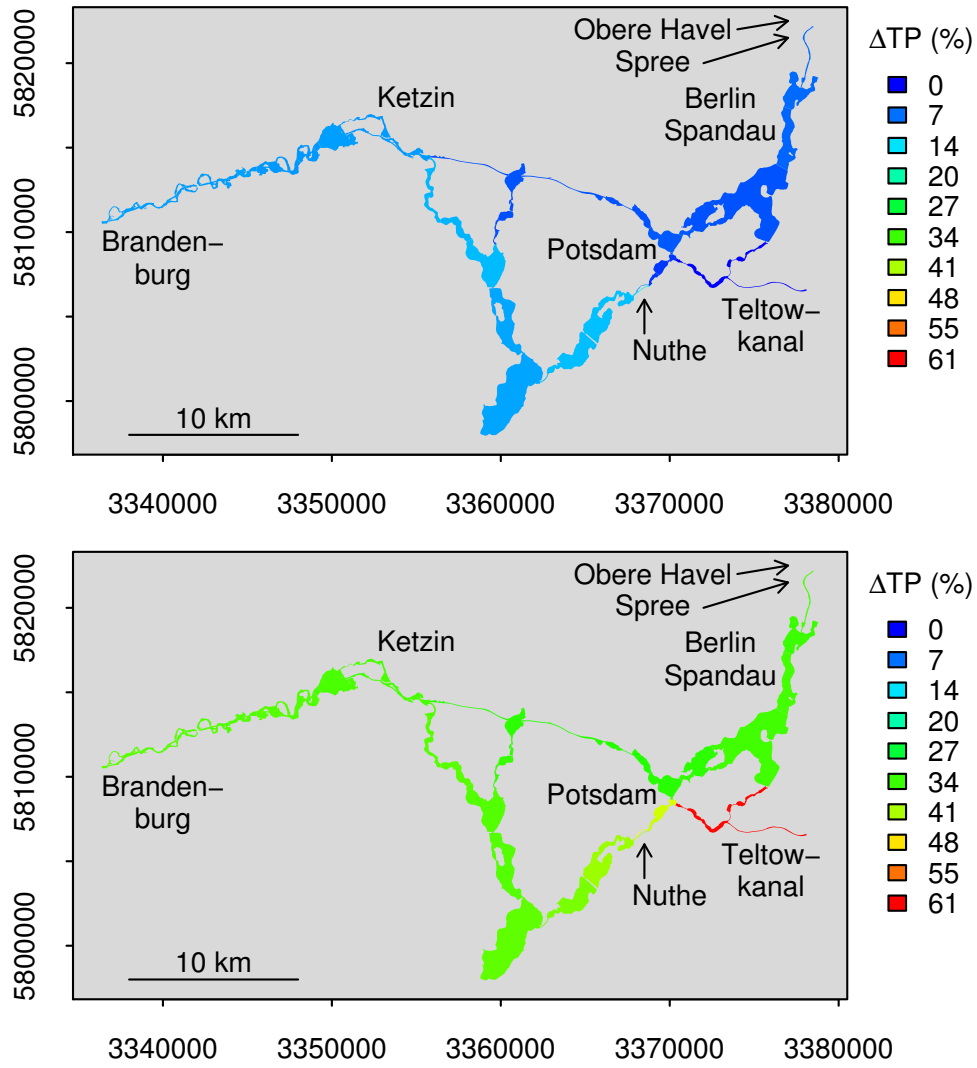 Obere Havel
Spree
Ketzin
Berlin
Spandau
Branden−
burg
Potsdam
Nuthe
Teltow−
kanal
10 km
5820000
5810000
5800000
3340000 3350000 3360000 3370000 3380000
ΔTP (%)
0
7
14
20
27
34
41
48
55
61
Obere Havel
Spree
Ketzin
Berlin
Spandau
Branden−
burg
Potsdam
Nuthe
Teltow−
kanal
10 km
5820000
5810000
5800000
3340000 3350000 3360000 3370000 3380000
ΔTP (%)
0
7
14
20
27
34
41
48
55
61